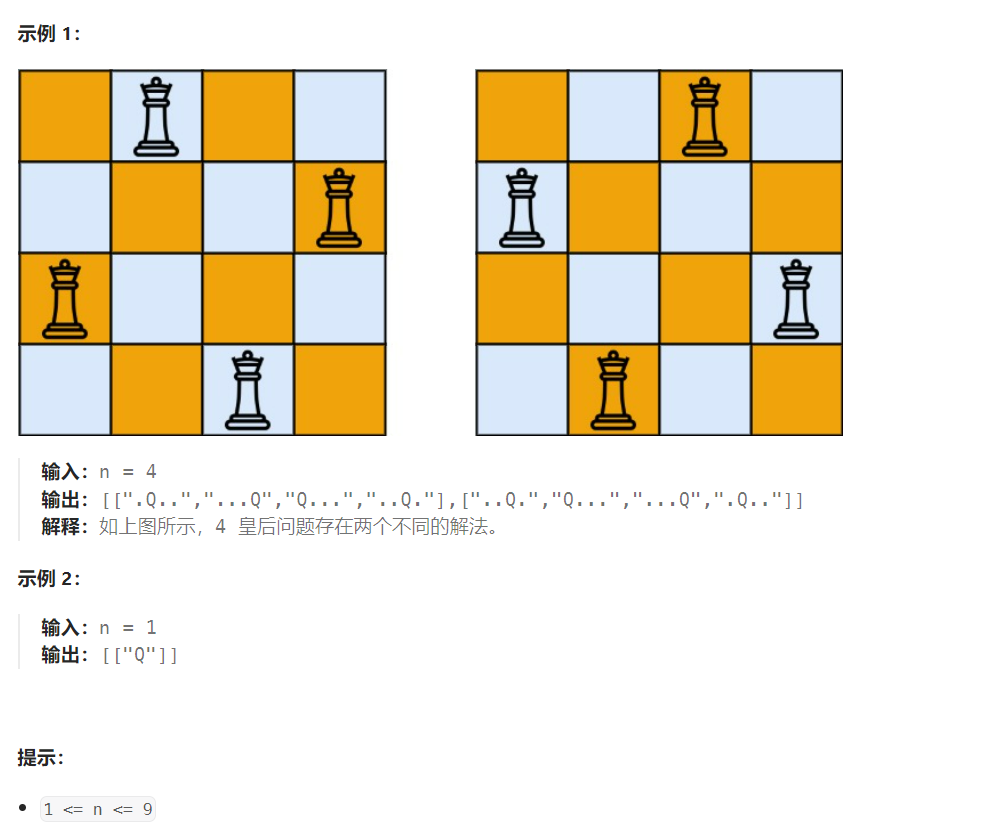 示例 1：
输入：n = 4
输出：[[".Q..","...Q","Q...","..Q."],["..Q.","Q...","...Q",".Q.."]]
解释：如上图所示，4 皇后问题存在两个不同的解法。
示例 2：
输入：n = 1
输出：[["Q"]]
提示：
• 1 <= n <= 9